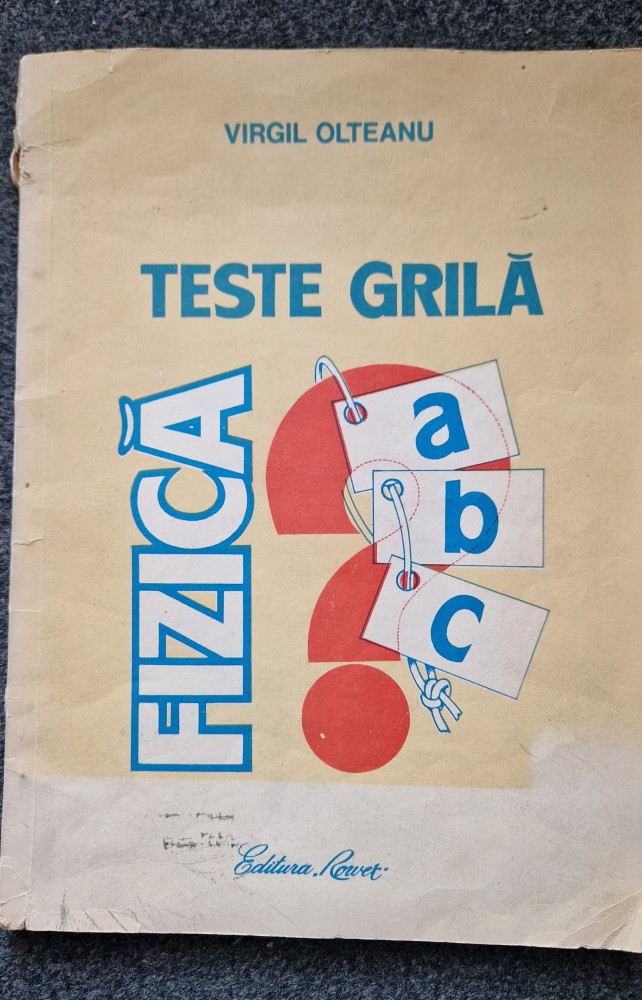 VIRGIL OLTEANU
TESTE GRILĂ
FIZICĂ
a
b
c
Editura „Rowet"